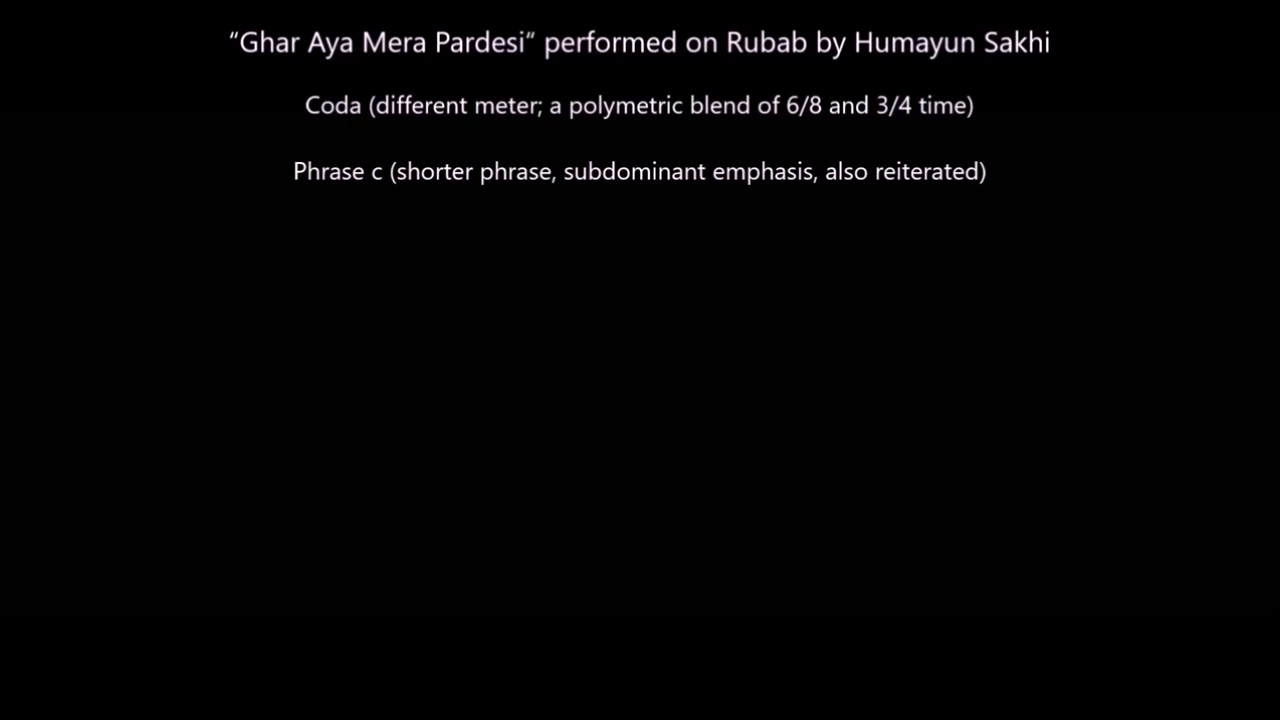 “Ghar Aya Mera Pardesi” performed on Rubab by Humayun Sakhi
Coda (different meter; a polymetric blend of 6/8 and 3/4 time)
Phrase c (shorter phrase, subdominant emphasis, also reiterated)